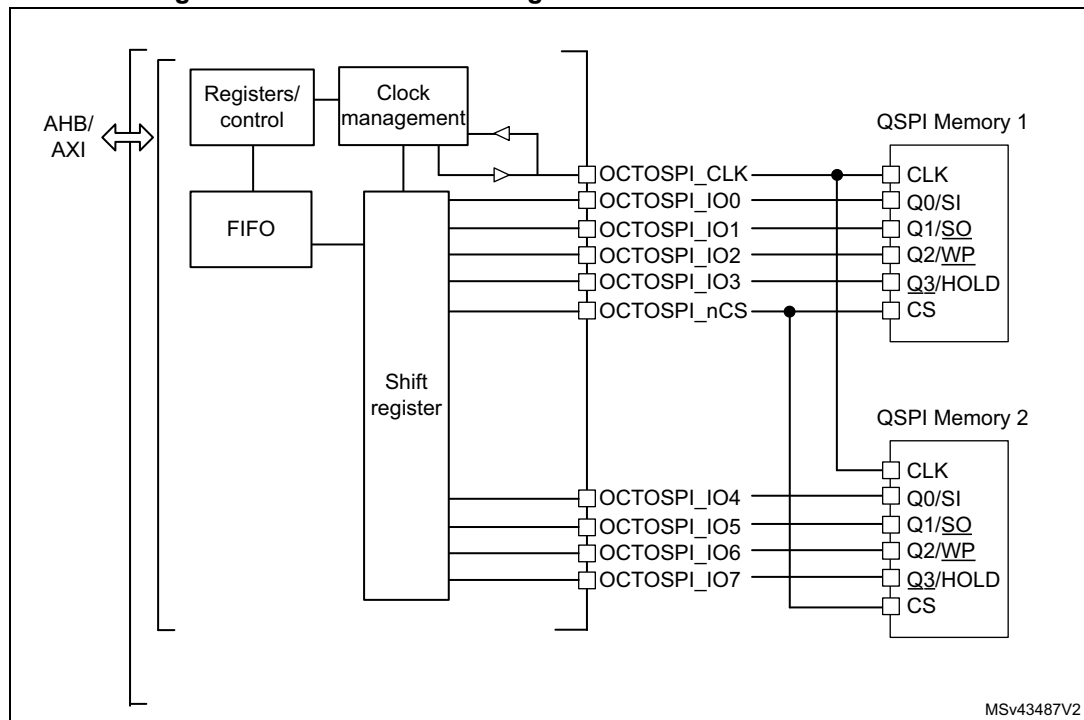 AHB/
AXI
Registers/
control
Clock
management
FIFO
Shift
register
OCTOSPI_CLK
OCTOSPI_IO0
OCTOSPI_IO1
OCTOSPI_IO2
OCTOSPI_IO3
OCTOSPI_nCS
OCTOSPI_IO4
OCTOSPI_IO5
OCTOSPI_IO6
OCTOSPI_IO7
QSPI Memory 1
CLK
Q0/SI
Q1/SO
Q2/WP
Q3/HOLD
CS
QSPI Memory 2
CLK
Q0/SI
Q1/SO
Q2/WP
Q3/HOLD
CS
MSv43487V2